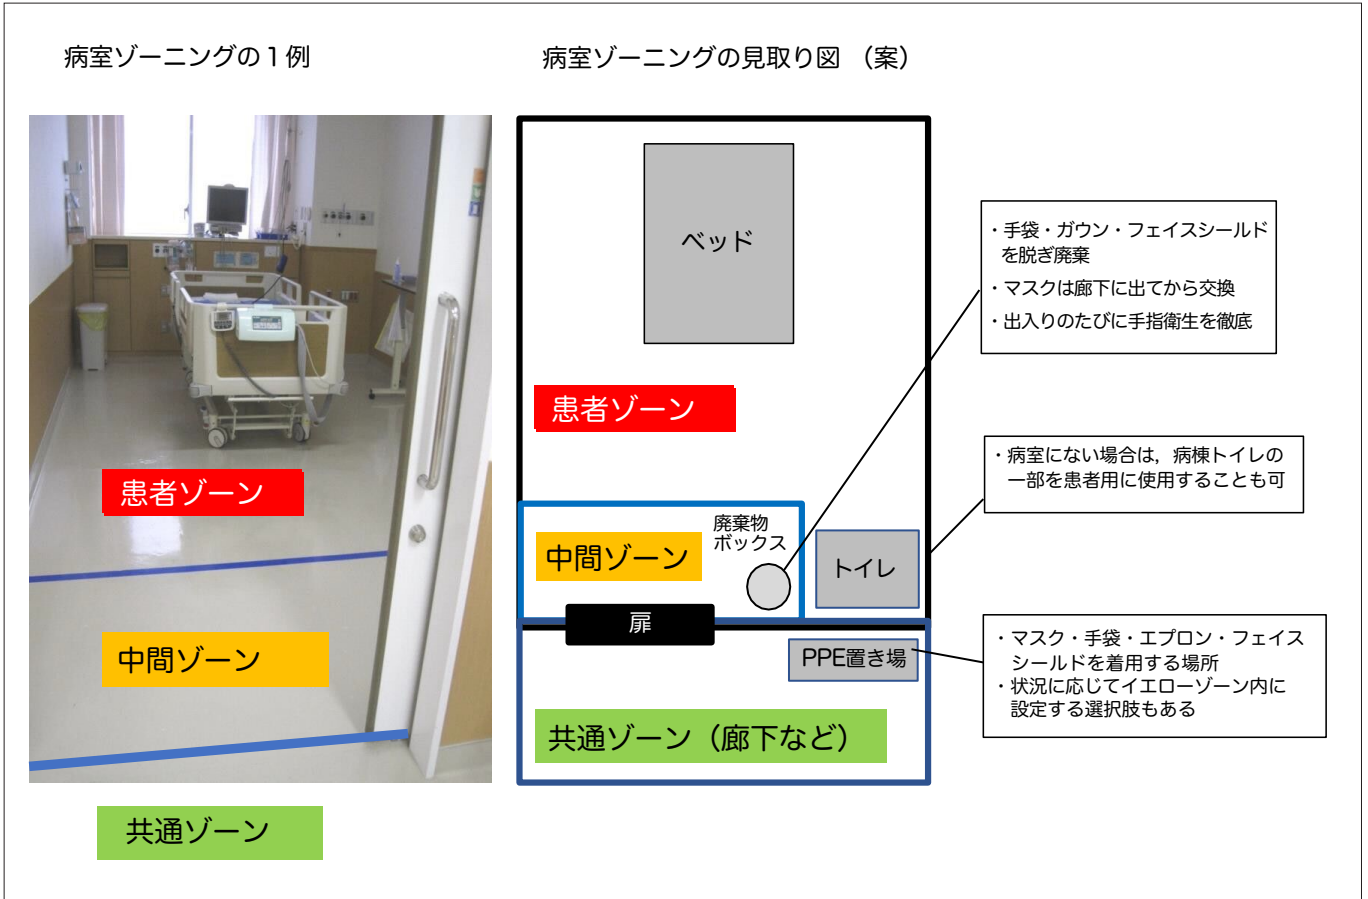 病室ゾーニングの１例
病室ゾーニングの見取り図 （案）
患者ゾーン
中間ゾーン
共通ゾーン
ベッド
患者ゾーン
中間ゾーン
廃棄物
ボックス
トイレ
扉
PPE置き場
共通ゾーン（廊下など）
・手袋・ガウン・フェイスシールド
を脱ぎ廃棄
・マスクは廊下に出てから交換
・出入りのたびに手指衛生を徹底
・病室にない場合は，病棟トイレの
一部を患者用に使用することも可
・マスク・手袋・エプロン・フェイス
シールドを着用する場所
・状況に応じてイエローゾーン内に
設定する選択肢もある